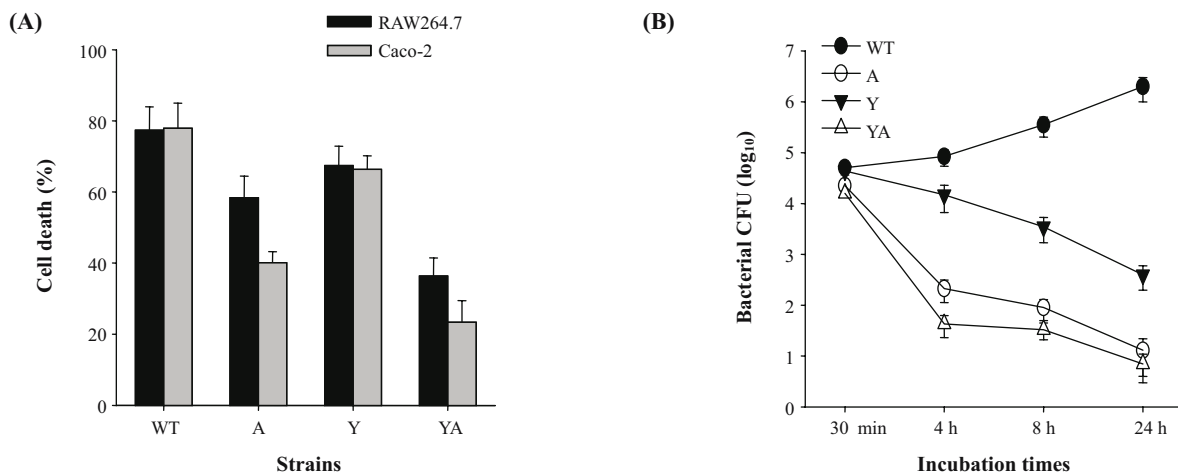 (A)
RAW264.7
Caco-2
100
80
60
40
20
0
Cell death (%)
WT A Y YA
Strains
(B)
WT
A
Y
YA
7
6
5
4
3
2
1
0
Bacterial CFU (log₁₀)
30 min 4 h 8 h 24 h
Incubation times